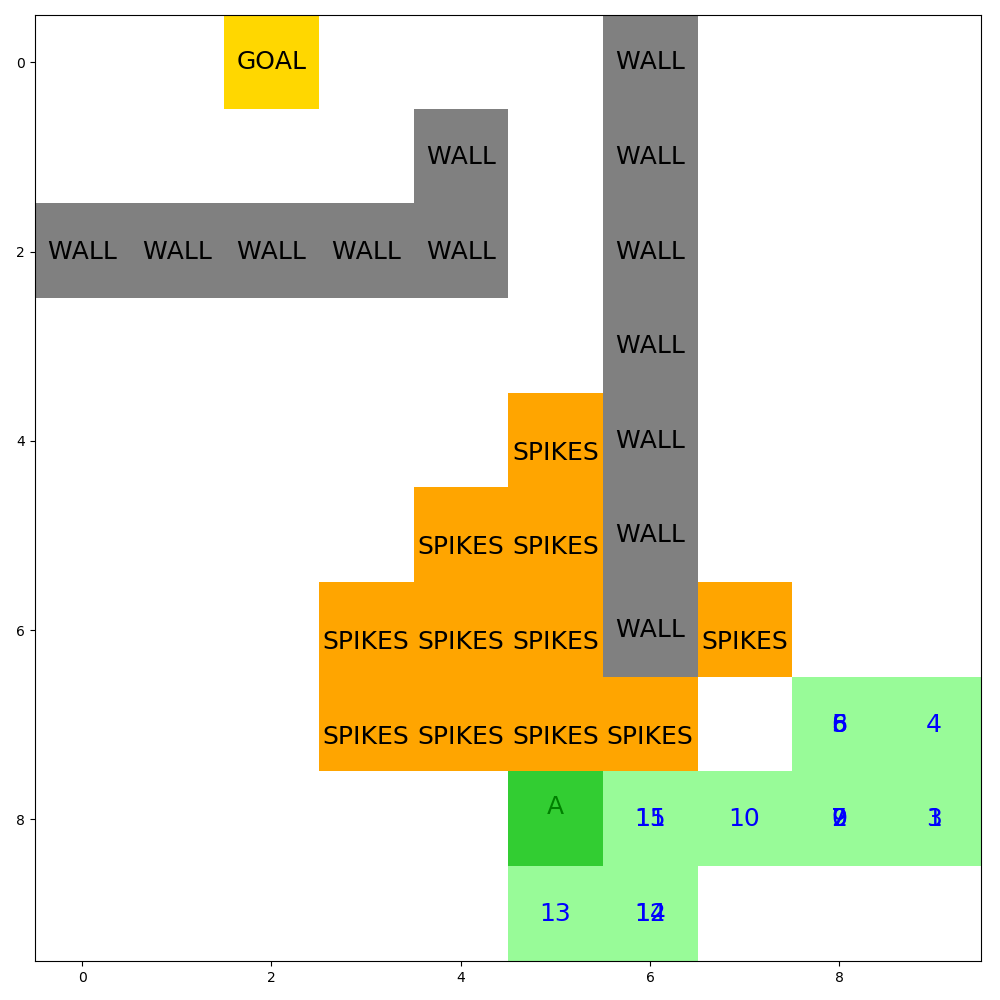 0 GOAL WALL
WALL WALL
2 WALL WALL WALL WALL WALL WALL
WALL
4 SPIKES WALL
SPIKES SPIKES WALL
6 SPIKES SPIKES SPIKES WALL SPIKES
SPIKES SPIKES SPIKES SPIKES 4
8 A 10
13
0 2 4 6 8